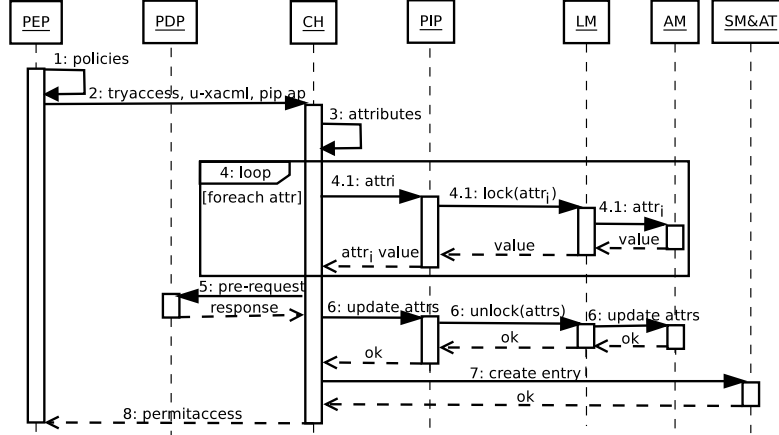 PEP PDP CH PIP LM AM SM&AT
1: policies
2: tryaccess, u-xacml, pip ap
3: attributes
4: loop
[foreach attr]
4.1: attri
4.1: lock(attri)
4.1: attri
value
value
attri value
5: pre-request
response
6: update attrs
6: unlock(attrs)
6: update attrs
ok
ok
ok
7: create entry
ok
8: permitaccess